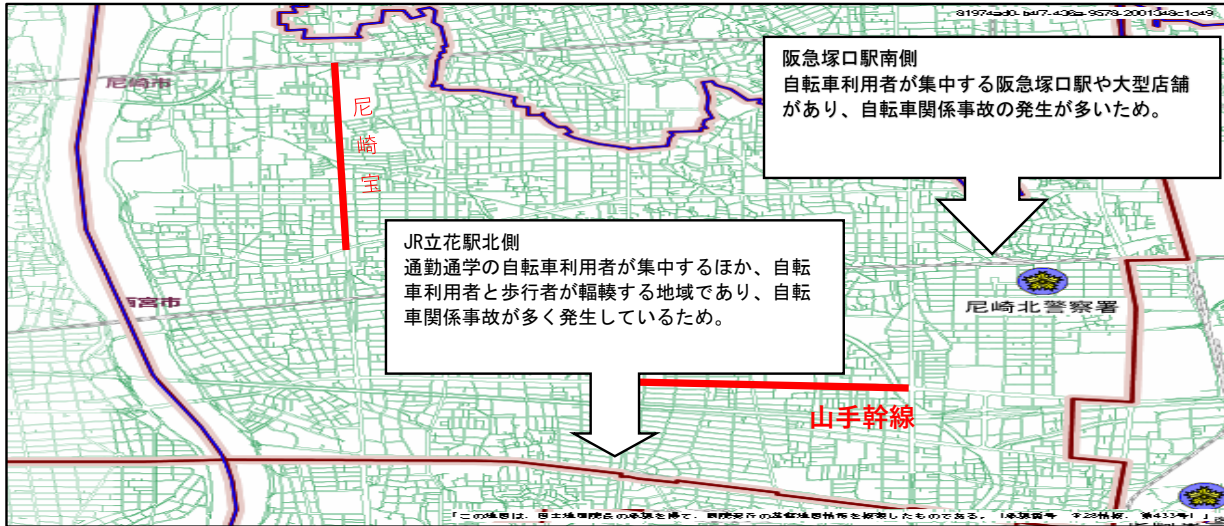 尼崎市
尼崎宝
阪急塚口駅南側
自転車利用者が集中する阪急塚口駅や大型店舗
があり、自転車関係事故の発生が多いため。
JR立花駅北側
通勤通学の自転車利用者が集中するほか、自転
車利用者と歩行者が輻輳する地域であり、自転
車関係事故が多く発生しているため。
西宮市
尼崎北警察署
山手幹線